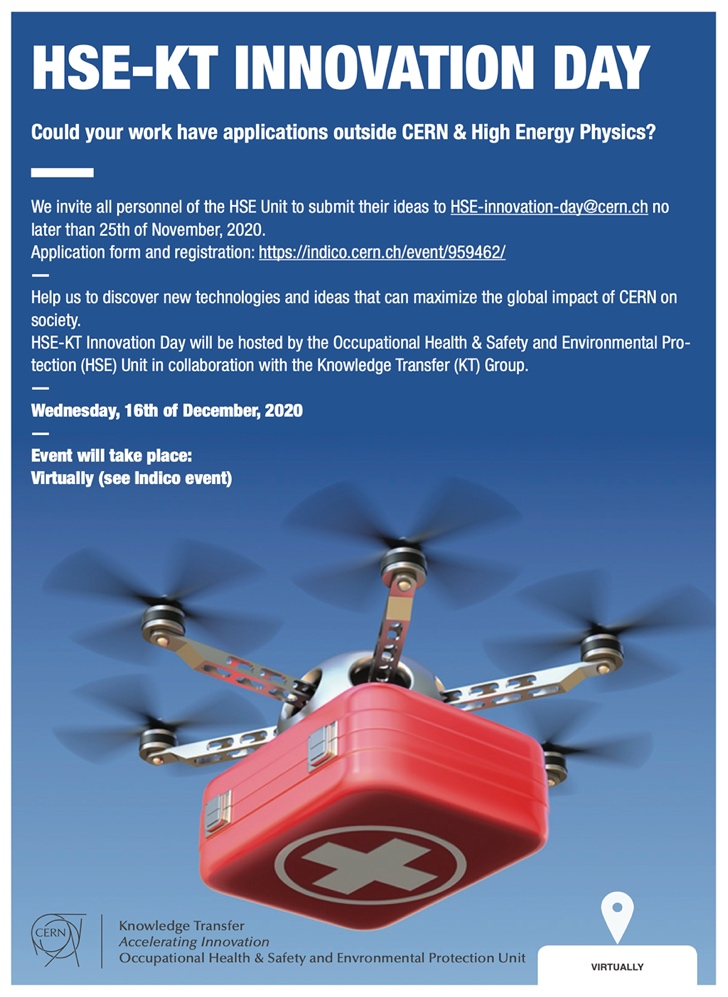 HSE-KT INNOVATION DAY
Could your work have applications outside CERN & High Energy Physics?
We invite all personnel of the HSE Unit to submit their ideas to HSE-innovation-day@cern.ch no
later than 25th of November, 2020.
Application form and registration: https://indico.cern.ch/event/959462/
Help us to discover new technologies and ideas that can maximize the global impact of CERN on
society.
HSE-KT Innovation Day will be hosted by the Occupational Health & Safety and Environmental Pro-
tection (HSE) Unit in collaboration with the Knowledge Transfer (KT) Group.
Wednesday, 16th of December, 2020
Event will take place:
Virtually (see Indico event)
CERN
Knowledge Transfer
Accelerating Innovation
Occupational Health & Safety and Envronmental Protection Unit
VIRTUALLY